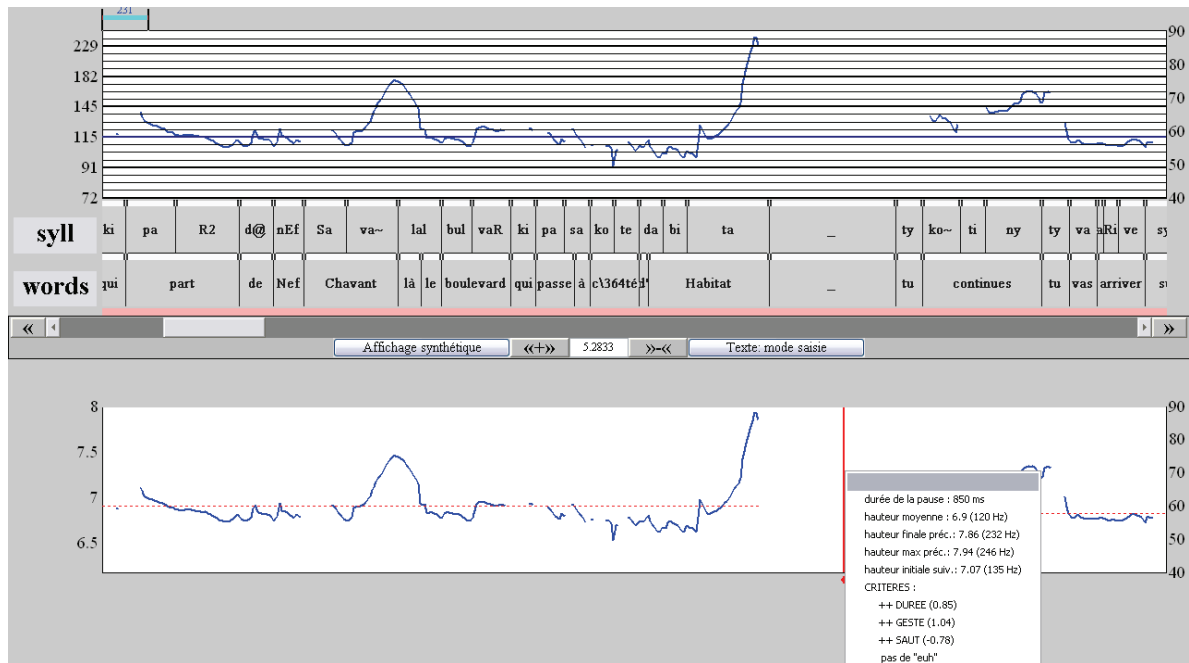 231
229
182
145
115
91
72
90
80
70
60
50
40
syll
ki pa R2 d@ nEf Sa va~ lal bul vaR ki pa sa ko te da bi ta _ ty ko~ ti ny ty va aRi ve sy
words
qui part de Nef Chavant là le boulevard qui passe à c\364té d' Habitat _ tu continues tu vas arriver su
« »
Affichage synthétique «+» 5.2833 »-« Texte: mode saisie
8
7.5
7
6.5
90
80
70
60
50
40
durée de la pause : 850 ms
hauteur moyenne : 6.9 (120 Hz)
hauteur finale préc.: 7.86 (232 Hz)
hauteur max préc.: 7.94 (246 Hz)
hauteur initiale suiv.: 7.07 (135 Hz)
CRITERES :
++ DUREE (0.85)
++ GESTE (1.04)
++ SAUT (-0.78)
pas de "euh"